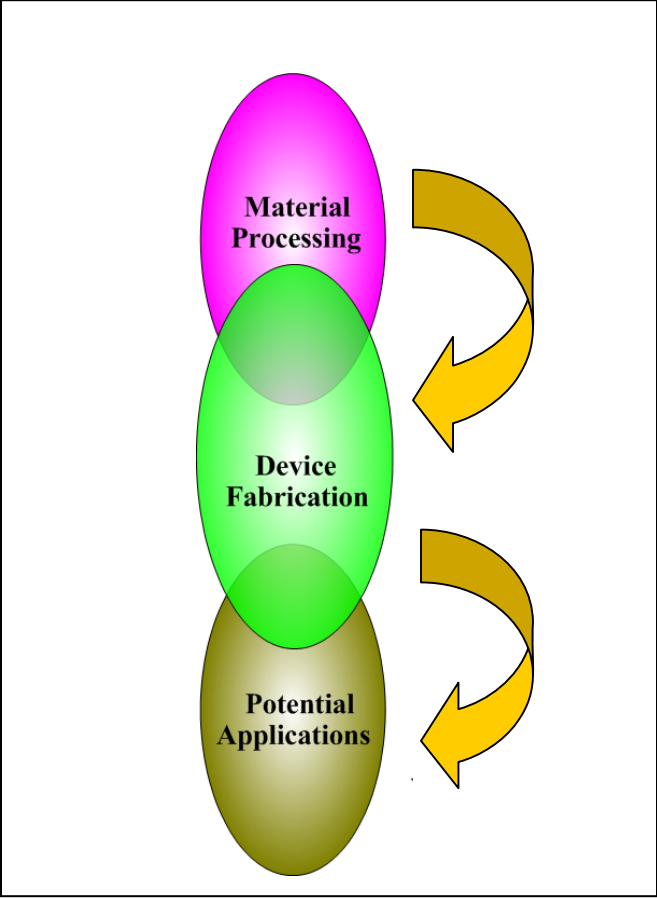 Material
Processing
Device
Fabrication
Potential
Applications